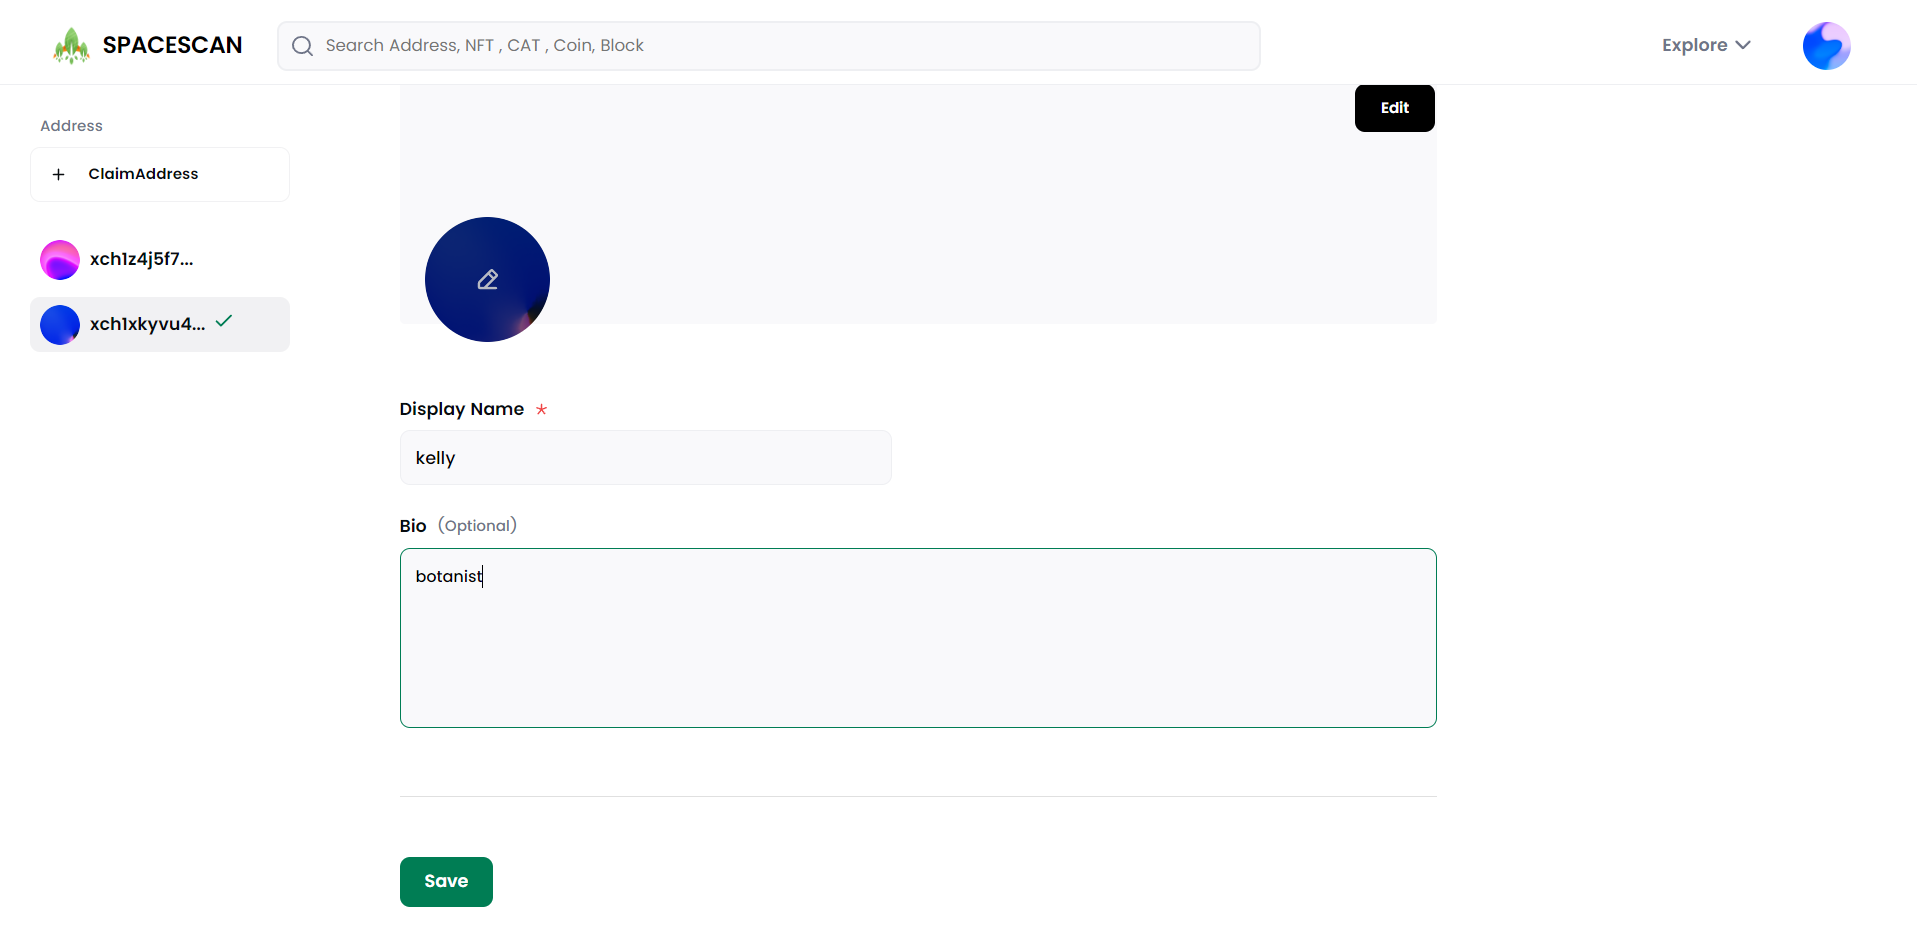 SPACESCAN
Search Address, NFT , CAT , Coin, Block
Explore
Address
+ ClaimAddress
xch1z4j5f7...
xch1xkyvu4...
Edit
Display Name *
kelly
Bio (Optional)
botanist
Save